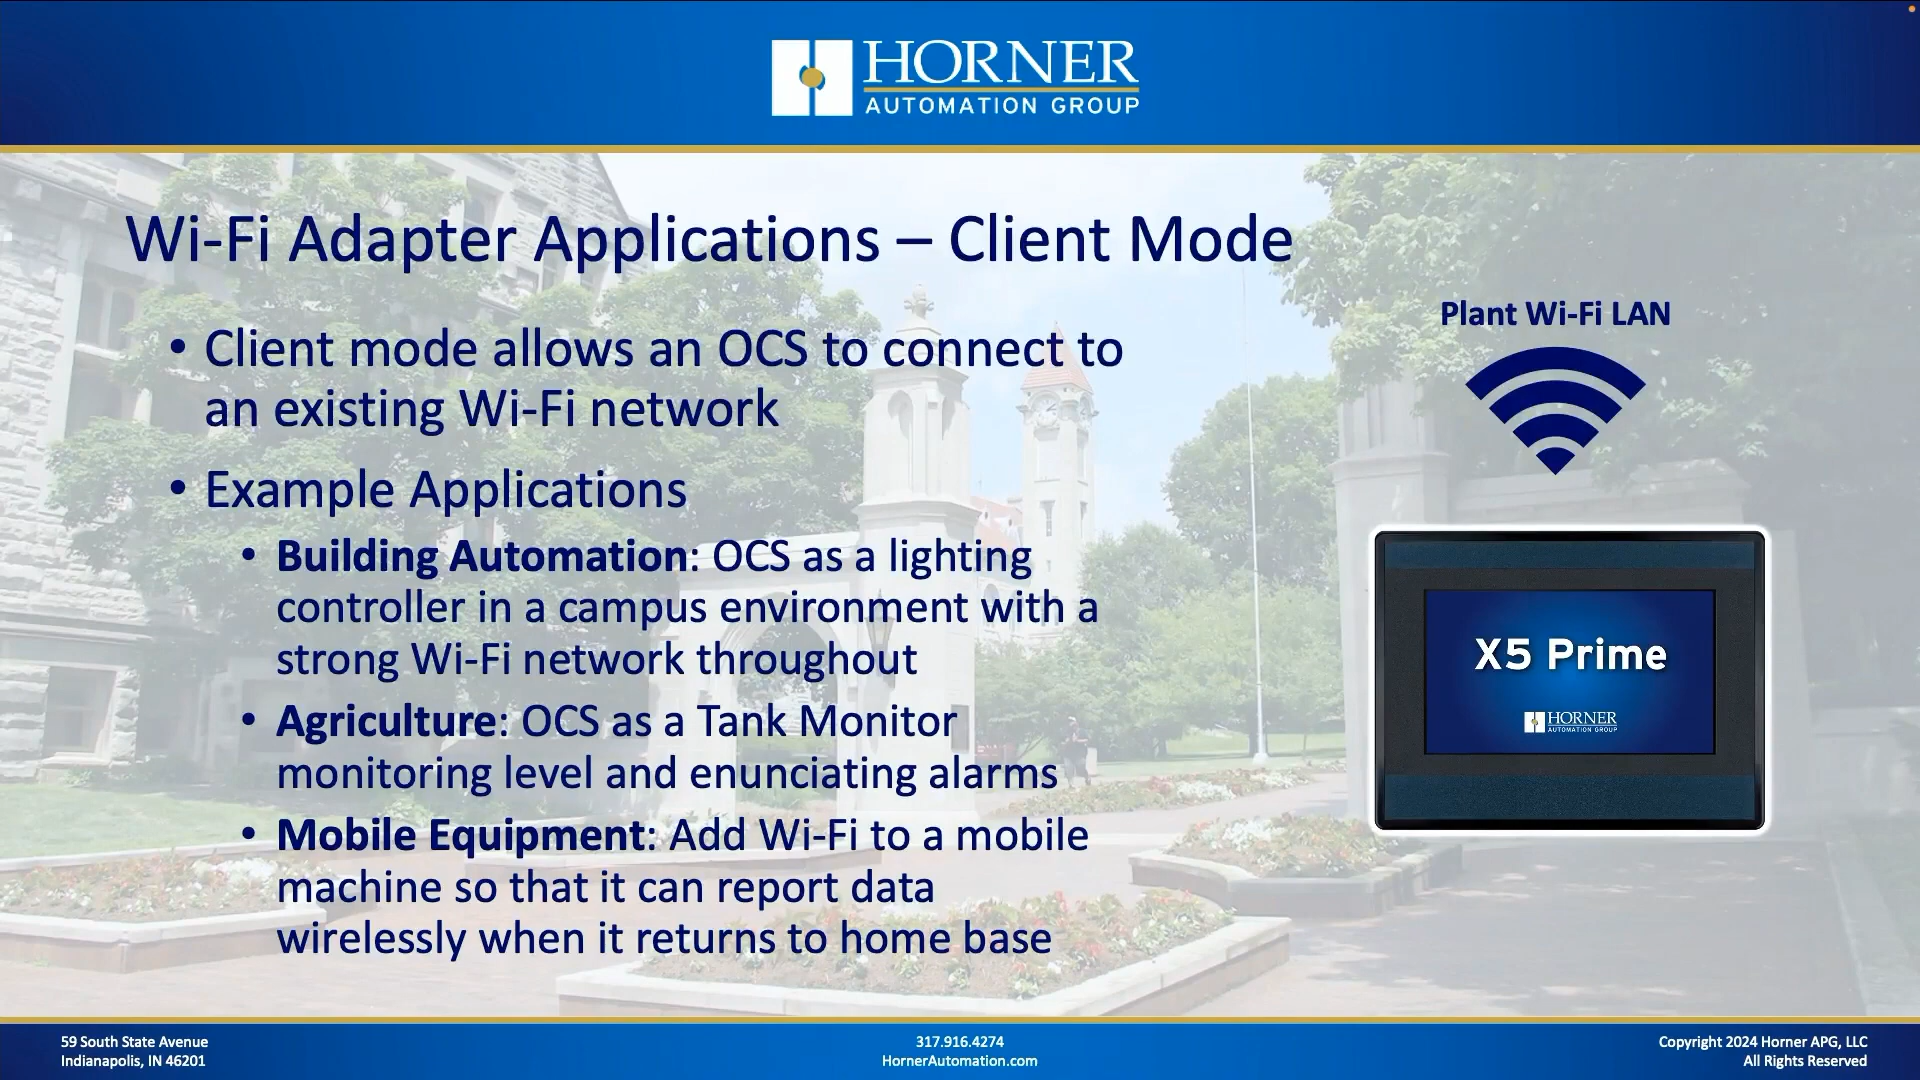 HORNER
AUTOMATION GROUP
Wi-Fi Adapter Applications – Client Mode
• Client mode allows an OCS to connect to
an existing Wi-Fi network
• Example Applications
• Building Automation: OCS as a lighting
controller in a campus environment with a
strong Wi-Fi network throughout
• Agriculture: OCS as a Tank Monitor
monitoring level and enunciating alarms
• Mobile Equipment: Add Wi-Fi to a mobile
machine so that it can report data
wirelessly when it returns to home base
Plant Wi-Fi LAN
X5 Prime
HORNER
AUTOMATION GROUP
59 South State Avenue
Indianapolis, IN 46201
317.916.4274
HornerAutomation.com
Copyright 2024 Horner APG, LLC
All Rights Reserved